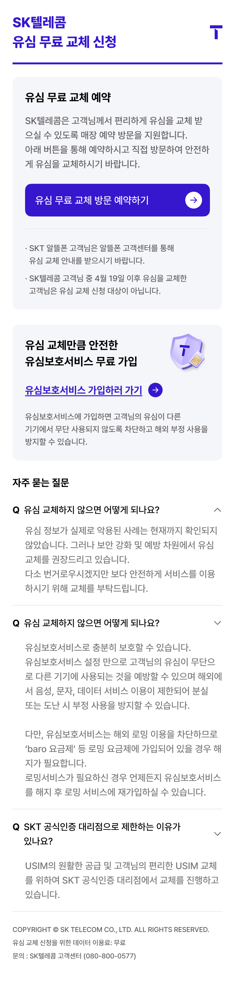 SK텔레콤
유심 무료 교체 신청
T
유심 무료 교체 예약
SK텔레콤은 고객님께서 편리하게 유심을 교체 받
으실 수 있도록 매장 예약 방문을 지원합니다.
아래 버튼을 통해 예약하시고 직접 방문하여 안전하
게 유심을 교체하시기 바랍니다.
유심 무료 교체 방문 예약하기
· SKT 알뜰폰 고객님은 알뜰폰 고객센터를 통해
유심 교체 안내를 받으시기 바랍니다.
· SK텔레콤 고객님 중 4월 19일 이후 유심을 교체한
고객님은 유심 교체 신청 대상이 아닙니다.
유심 교체만큼 안전한
유심보호서비스 무료 가입
T
유심보호서비스 가입하러 가기
유심보호서비스에 가입하면 고객님의 유심이 다른
기기에서 무단 사용되지 않도록 차단하고 해외 부정 사용을
방지할 수 있습니다.
자주 묻는 질문
Q 유심 교체하지 않으면 어떻게 되나요?
유심 정보가 실제로 악용된 사례는 현재까지 확인되지
않았습니다. 그러나 보안 강화 및 예방 차원에서 유심
교체를 권장드리고 있습니다.
다소 번거로우시겠지만 보다 안전하게 서비스를 이용
하시기 위해 교체를 부탁드립니다.
Q 유심 교체하지 않으면 어떻게 되나요?
유심보호서비스로 충분히 보호할 수 있습니다.
유심보호서비스 설정 만으로 고객님의 유심이 무단으
로 다른 기기에 사용되는 것을 예방할 수 있으며 해외에
서 음성, 문자, 데이터 서비스 이용이 제한되어 분실
또는 도난 시 부정 사용을 방지할 수 있습니다.
다만, 유심보호서비스는 해외 로밍 이용을 차단하므로
‘baro 요금제’ 등 로밍 요금제에 가입되어 있을 경우 해
지가 필요합니다.
로밍서비스가 필요하신 경우 언제든지 유심보호서비스
를 해지 후 로밍 서비스에 재가입하실 수 있습니다.
Q SKT 공식인증 대리점으로 제한하는 이유가
있나요?
USIM의 원활한 공급 및 고객님의 편리한 USIM 교체
를 위하여 SKT 공식인증 대리점에서 교체를 진행하고
있습니다.
COPYRIGHT © SK TELECOM CO., LTD. ALL RIGHTS RESERVED.
유심 교체 신청을 위한 데이터 이용료: 무료
문의 : SK텔레콤 고객센터 (080-800-0577)